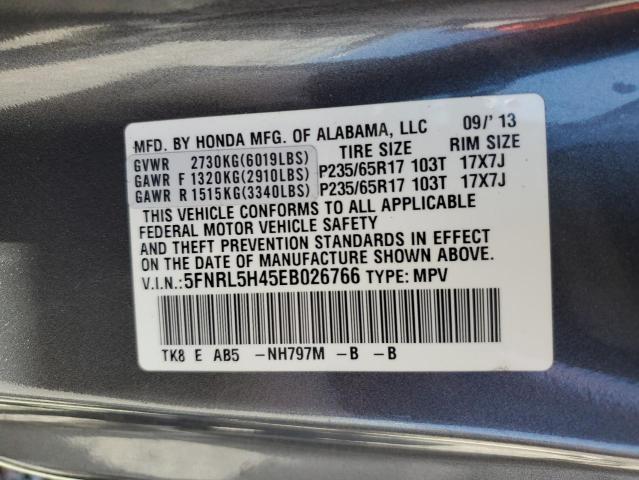 MFD. BY HONDA MFG. OF ALABAMA, LLC 09/' 13
GVWR 2730KG(6019LBS) TIRE SIZE RIM SIZE
GAWR F 1320KG(2910LBS) P235/65R17 103T 17X7J
GAWR R 1515KG(3340LBS) P235/65R17 103T 17X7J
THIS VEHICLE CONFORMS TO ALL APPLICABLE
FEDERAL MOTOR VEHICLE SAFETY
AND THEFT PREVENTION STANDARDS IN EFFECT
ON THE DATE OF MANUFACTURE SHOWN ABOVE.
V.I.N.: 5FNRL5H45EB026766 TYPE: MPV
TK8 E AB5 -NH797M -B -B